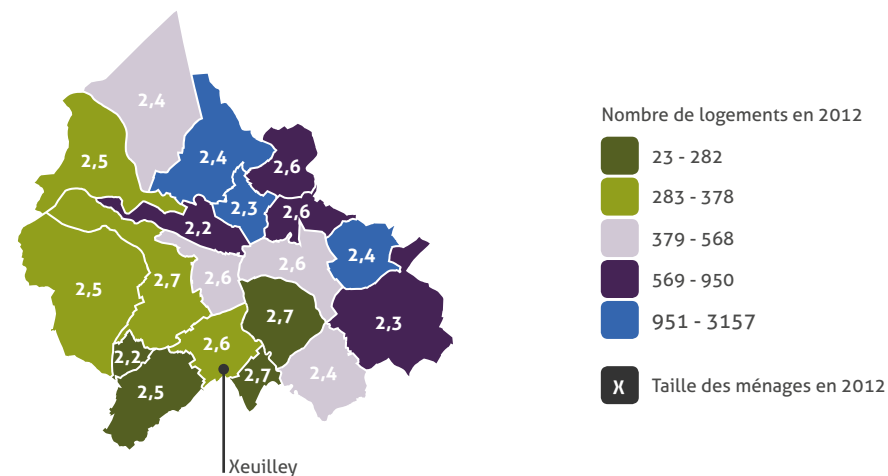 2,4
2,5
2,4
2,6
2,3
2,6
2,2
2,4
2,6
2,6
2,7
2,5
2,7
2,3
2,6
2,2
2,7
2,4
2,5
Xeuilley
Nombre de logements en 2012
23 - 282
283 - 378
379 - 568
569 - 950
951 - 3157
X Taille des ménages en 2012